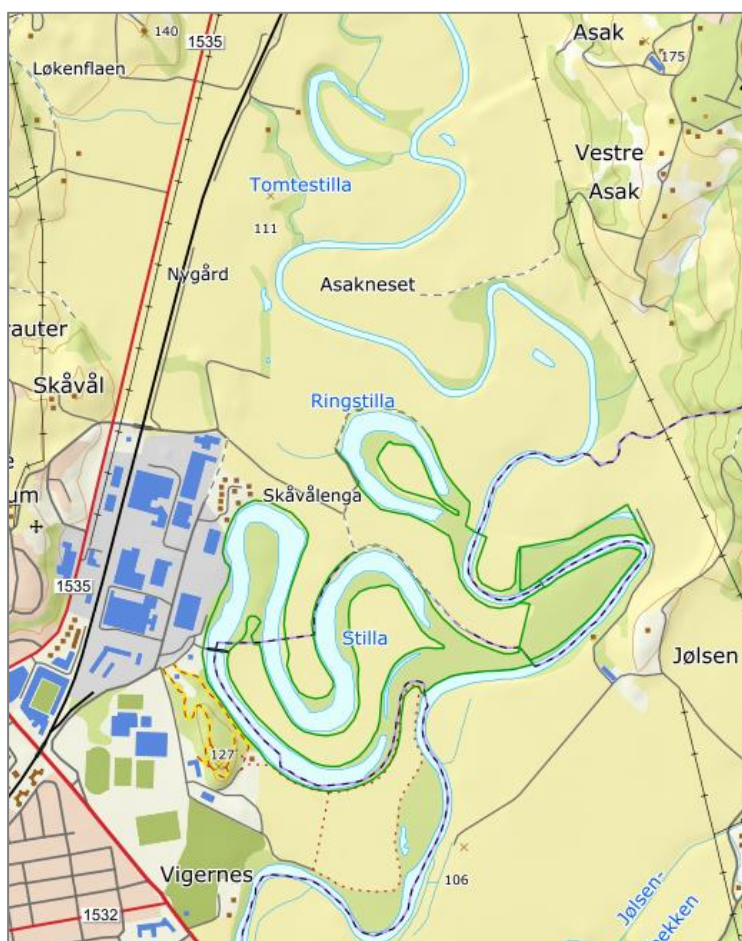 140
1535
Asak
175
Løkenflaen
Vestre
Asak
Tomtestilla
111
Nygård
Asakneset
rauter
Skåvål
Ringstilla
e
um
Skåvålenga
1535
Stilla
Jølsen
127
Vigernes
106
1532
Jølsen-
ekken